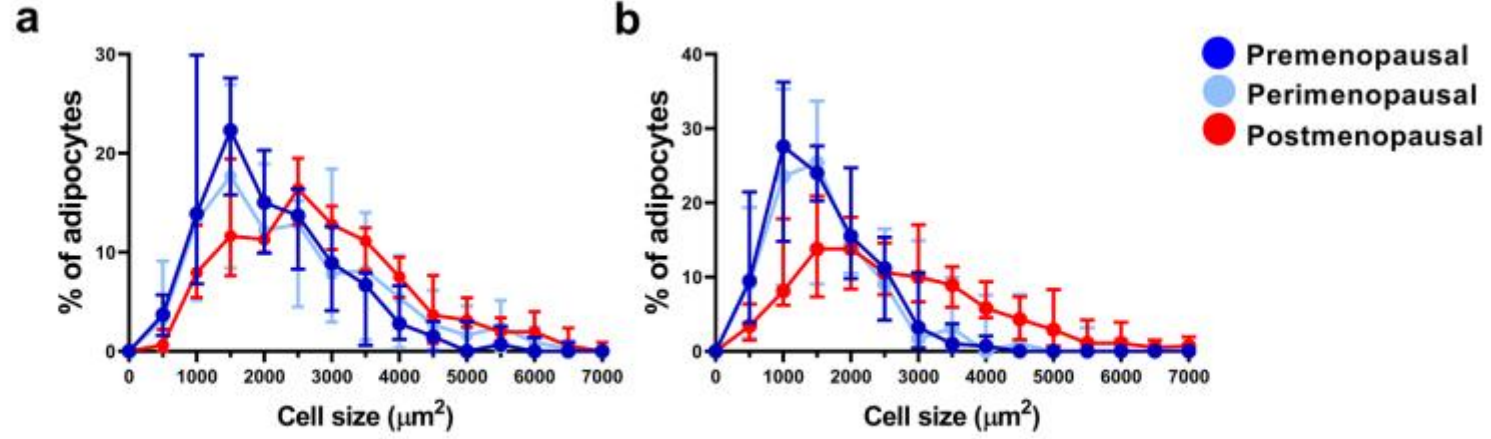 a
30
20
10
0
% of adipocytes
0 1000 2000 3000 4000 5000 6000 7000
Cell size (μm²)
b
40
30
20
10
0
% of adipocytes
0 1000 2000 3000 4000 5000 6000 7000
Cell size (μm²)
Premenopausal
Perimenopausal
Postmenopausal